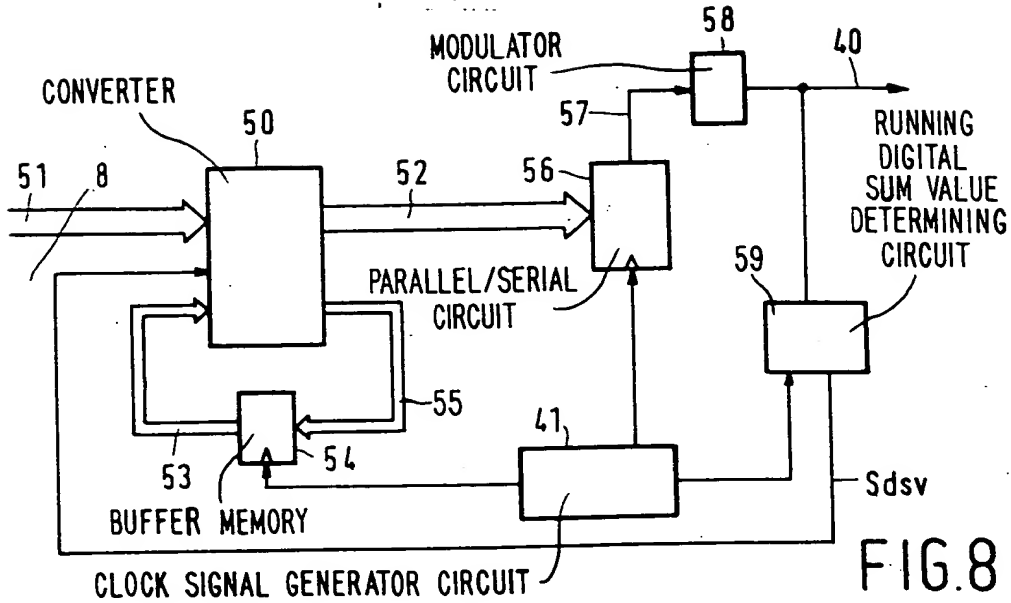 58
MODULATOR
CIRCUIT
40
CONVERTER
57
RUNNING
DIGITAL
SUM VALUE
DETERMINING
CIRCUIT
50
51
8
52
56
59
PARALLEL/SERIAL
CIRCUIT
55
41
53
54
Sdsv
BUFFER MEMORY
CLOCK SIGNAL GENERATOR CIRCUIT
FIG.8